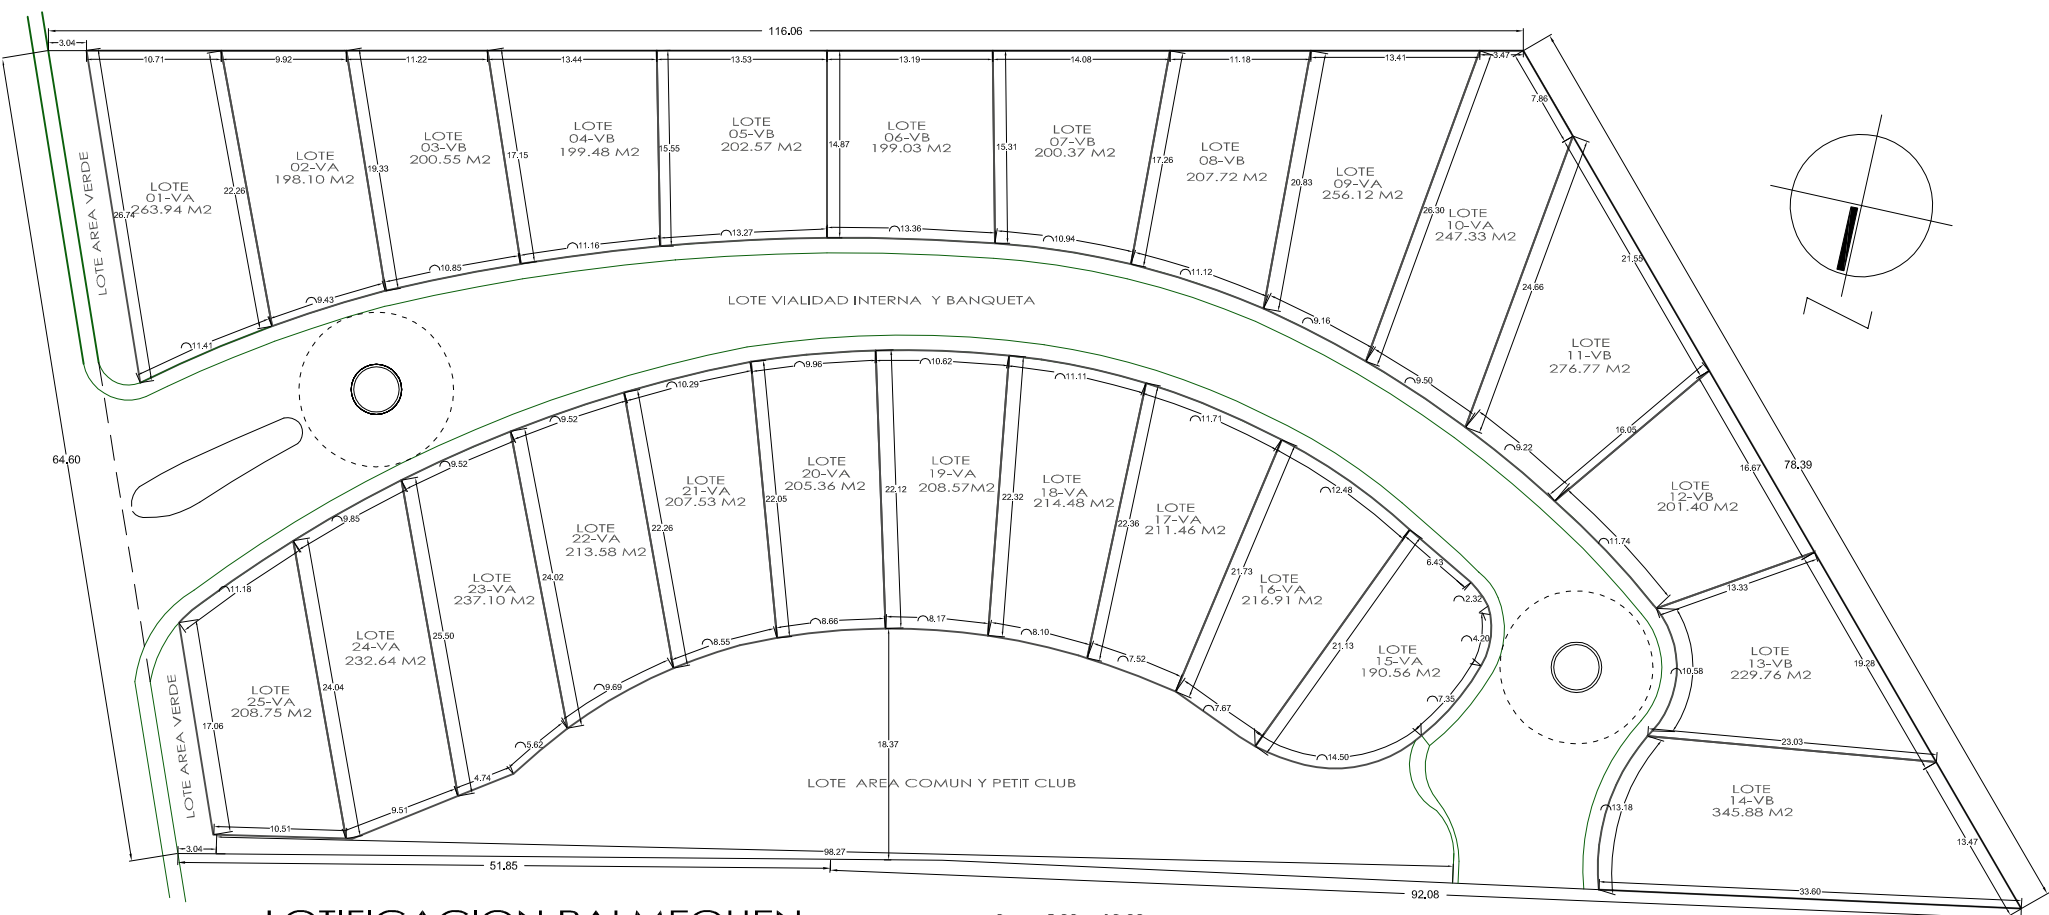 116.06
3.04
10.71
9.92
11.22
13.44
13.53
13.19
14.08
11.18
13.41
3.47
7.86
LOTE AREA VERDE
26.74
LOTE
01-VA
263.94 M2
22.26
LOTE
02-VA
198.10 M2
19.33
LOTE
03-VB
200.55 M2
17.15
LOTE
04-VB
199.48 M2
15.55
LOTE
05-VB
202.57 M2
14.87
LOTE
06-VB
199.03 M2
15.31
LOTE
07-VB
200.37 M2
17.26
LOTE
08-VB
207.72 M2
20.83
LOTE
09-VA
256.12 M2
26.30
LOTE
10-VA
247.33 M2
24.66
21.55
LOTE
11-VB
276.77 M2
16.05
16.67
78.39
LOTE
12-VB
201.40 M2
13.33
19.28
LOTE
13-VB
229.76 M2
23.03
LOTE
14-VB
345.88 M2
13.47
33.60
11.41
9.43
10.85
11.16
13.27
13.36
10.94
11.12
9.16
9.50
9.22
11.74
10.58
13.18
LOTE VIALIDAD INTERNA Y BANQUETA
64.60
11.18
9.85
9.52
9.52
10.29
9.96
10.62
11.11
11.71
12.48
6.43
2.32
4.20
7.35
14.50
LOTE AREA VERDE
17.06
LOTE
25-VA
208.75 M2
24.04
LOTE
24-VA
232.64 M2
25.50
LOTE
23-VA
237.10 M2
24.02
LOTE
22-VA
213.58 M2
22.26
LOTE
21-VA
207.53 M2
22.05
LOTE
20-VA
205.36 M2
22.12
LOTE
19-VA
208.57M2
22.32
LOTE
18-VA
214.48 M2
22.36
LOTE
17-VA
211.46 M2
21.73
LOTE
16-VA
216.91 M2
21.13
LOTE
15-VA
190.56 M2
10.51
9.51
4.74
5.62
9.69
8.55
8.66
8.17
8.10
7.52
7.67
18.37
LOTE AREA COMUN Y PETIT CLUB
3.04
98.27
51.85
92.08
LOTIFICACION PALMEQUEN